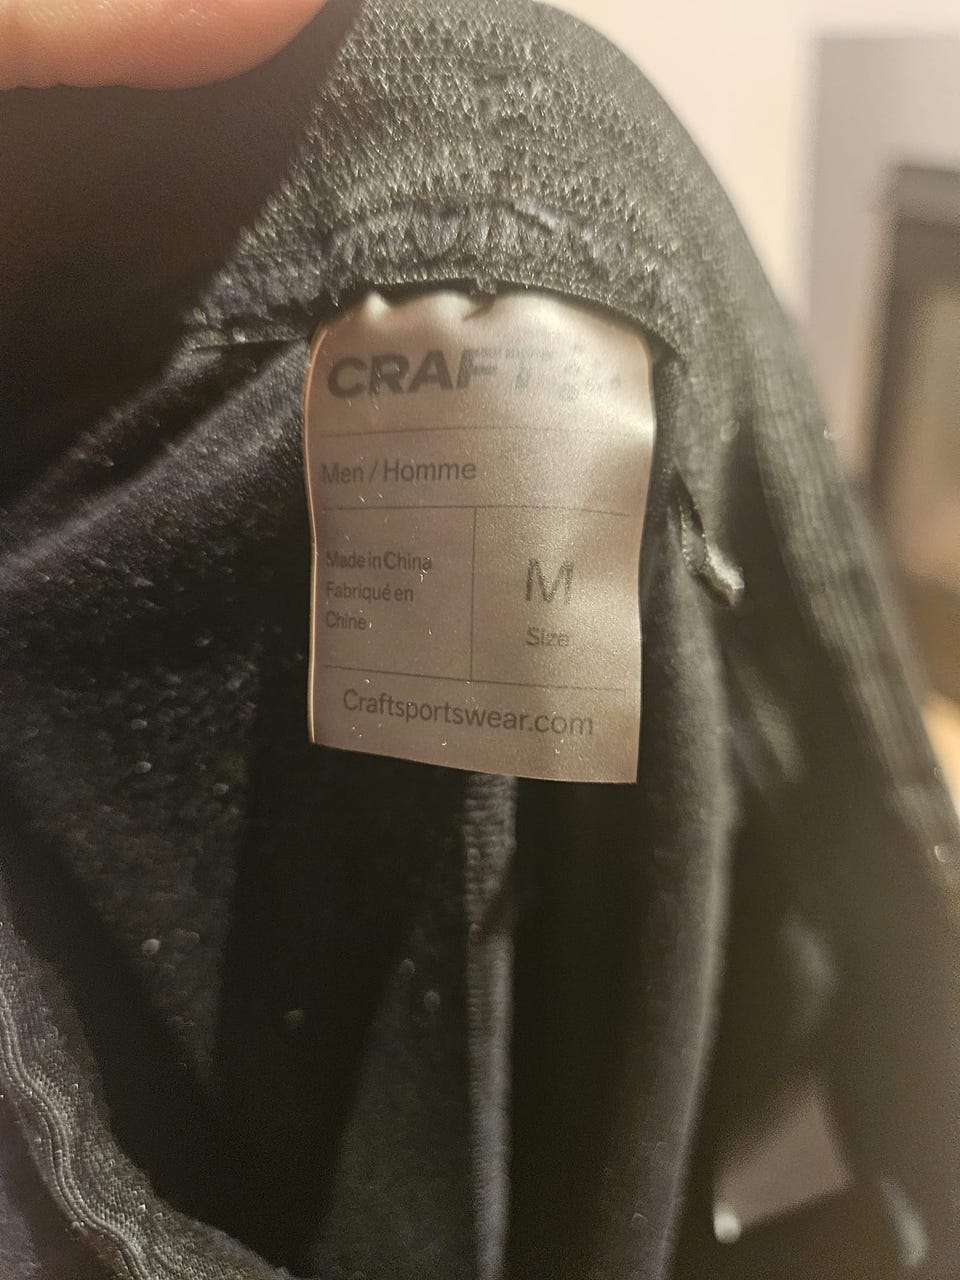 CRAFT
Men / Homme
Made in China
Fabriqué en
Chine
M
Size
Craftsportswear.com